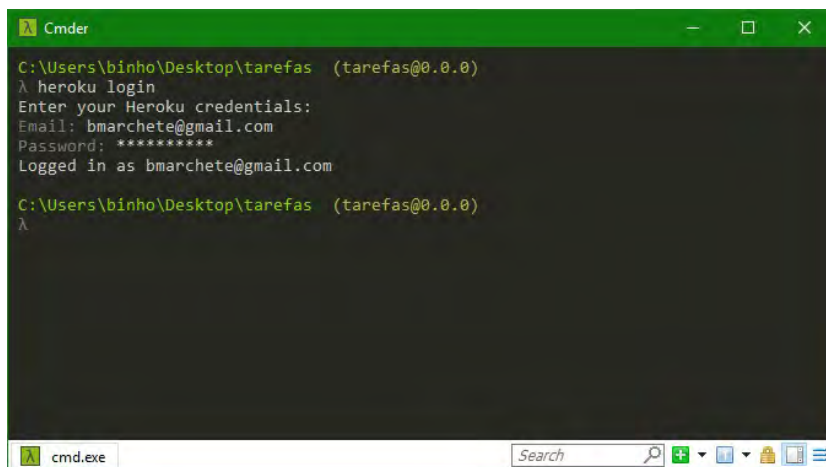 λ Cmder
C:\Users\binho\Desktop\tarefas (tarefas@0.0.0)
λ heroku login
Enter your Heroku credentials:
Email: bmarchete@gmail.com
Password: **********
Logged in as bmarchete@gmail.com
C:\Users\binho\Desktop\tarefas (tarefas@0.0.0)
λ
λ cmd.exe
Search